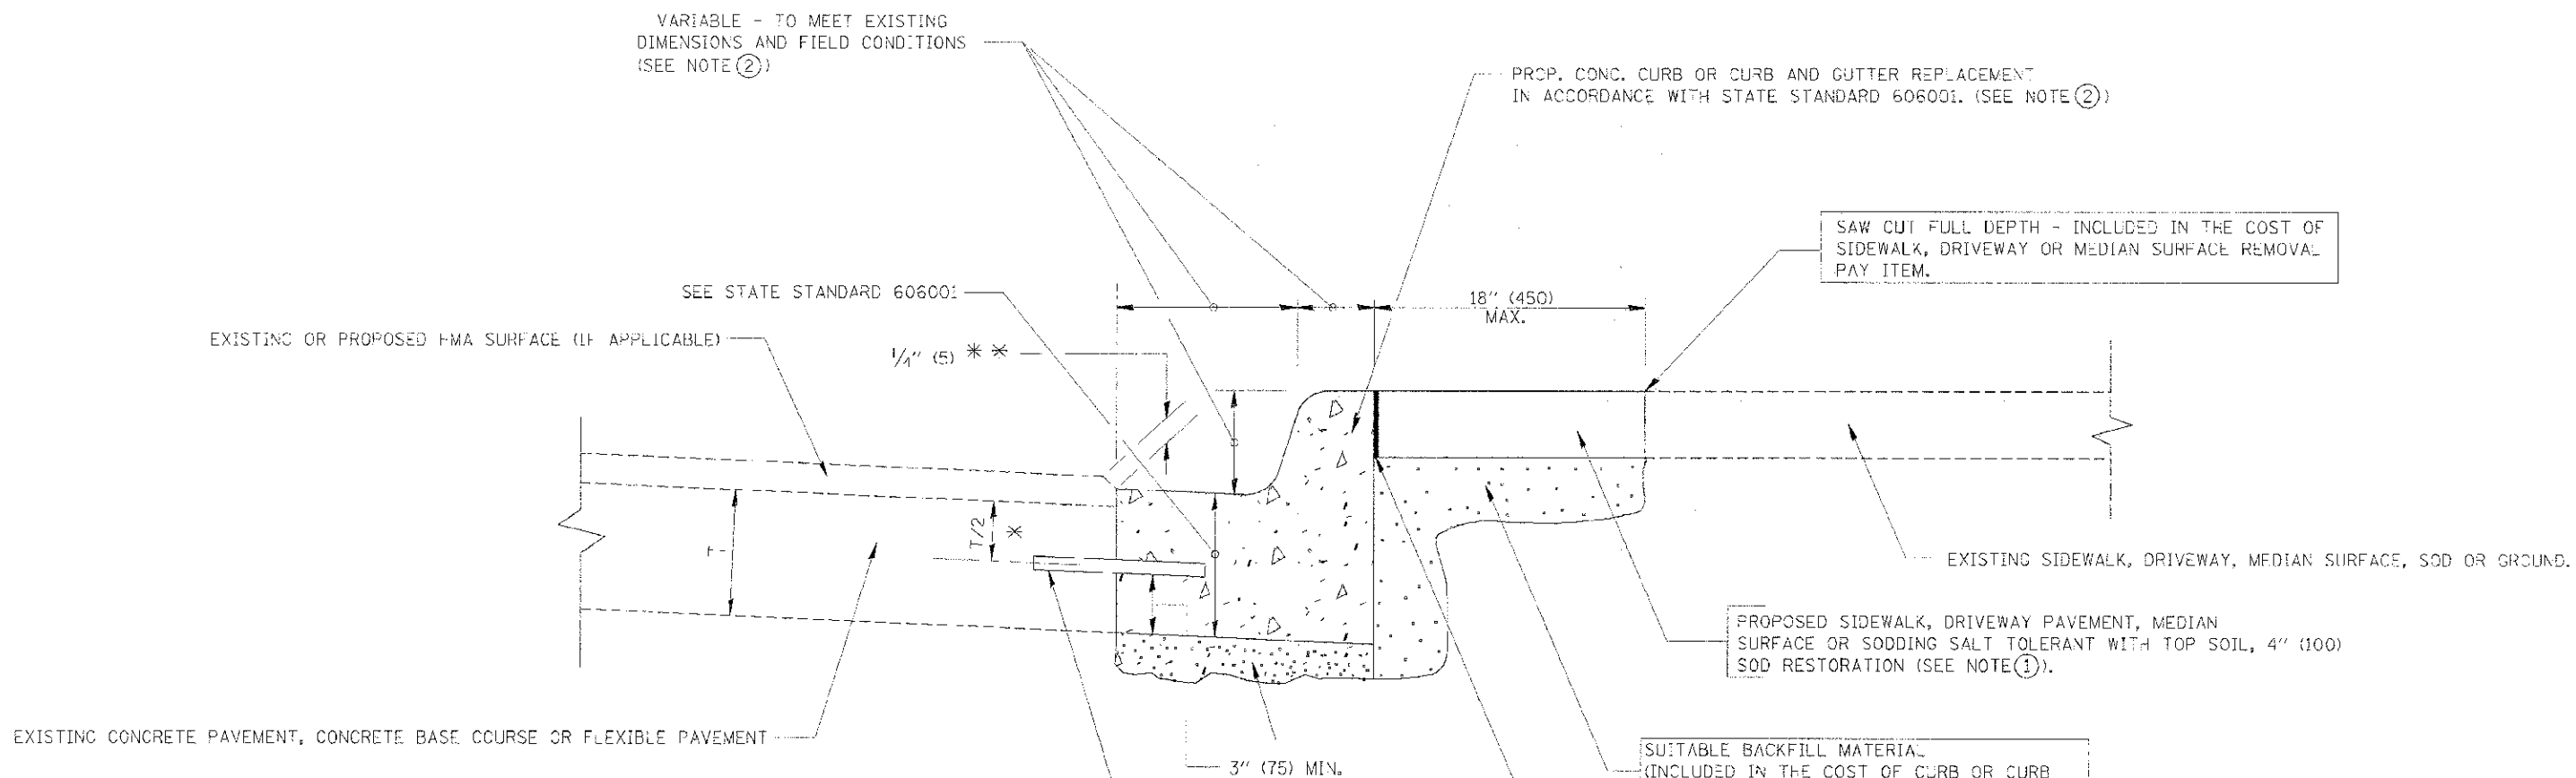 VARIABLE - TO MEET EXISTING
DIMENSIONS AND FIELD CONDITIONS
(SEE NOTE ②)
PROP. CONC. CURB OR CURB AND GUTTER REPLACEMENT
IN ACCORDANCE WITH STATE STANDARD 606001. (SEE NOTE ②)
SAW CUT FULL DEPTH - INCLUDED IN THE COST OF
SIDEWALK, DRIVEWAY OR MEDIAN SURFACE REMOVAL
PAY ITEM.
SEE STATE STANDARD 606001
18" (450)
MAX.
EXISTING OR PROPOSED HMA SURFACE (IF APPLICABLE)
1/4" (5) * *
T
T/2
*
EXISTING SIDEWALK, DRIVEWAY, MEDIAN SURFACE, SOD OR GROUND.
PROPOSED SIDEWALK, DRIVEWAY PAVEMENT, MEDIAN
SURFACE OR SODDING SALT TOLERANT WITH TOP SOIL, 4" (100)
SOD RESTORATION (SEE NOTE ①).
EXISTING CONCRETE PAVEMENT, CONCRETE BASE COURSE OR FLEXIBLE PAVEMENT
3" (75) MIN.
SUITABLE BACKFILL MATERIAL
(INCLUDED IN THE COST OF CURB OR CURB